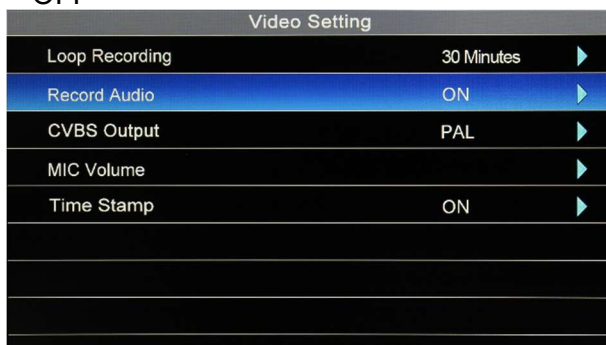 Video Setting
Loop Recording 30 Minutes
Record Audio ON
CVBS Output PAL
MIC Volume
Time Stamp ON